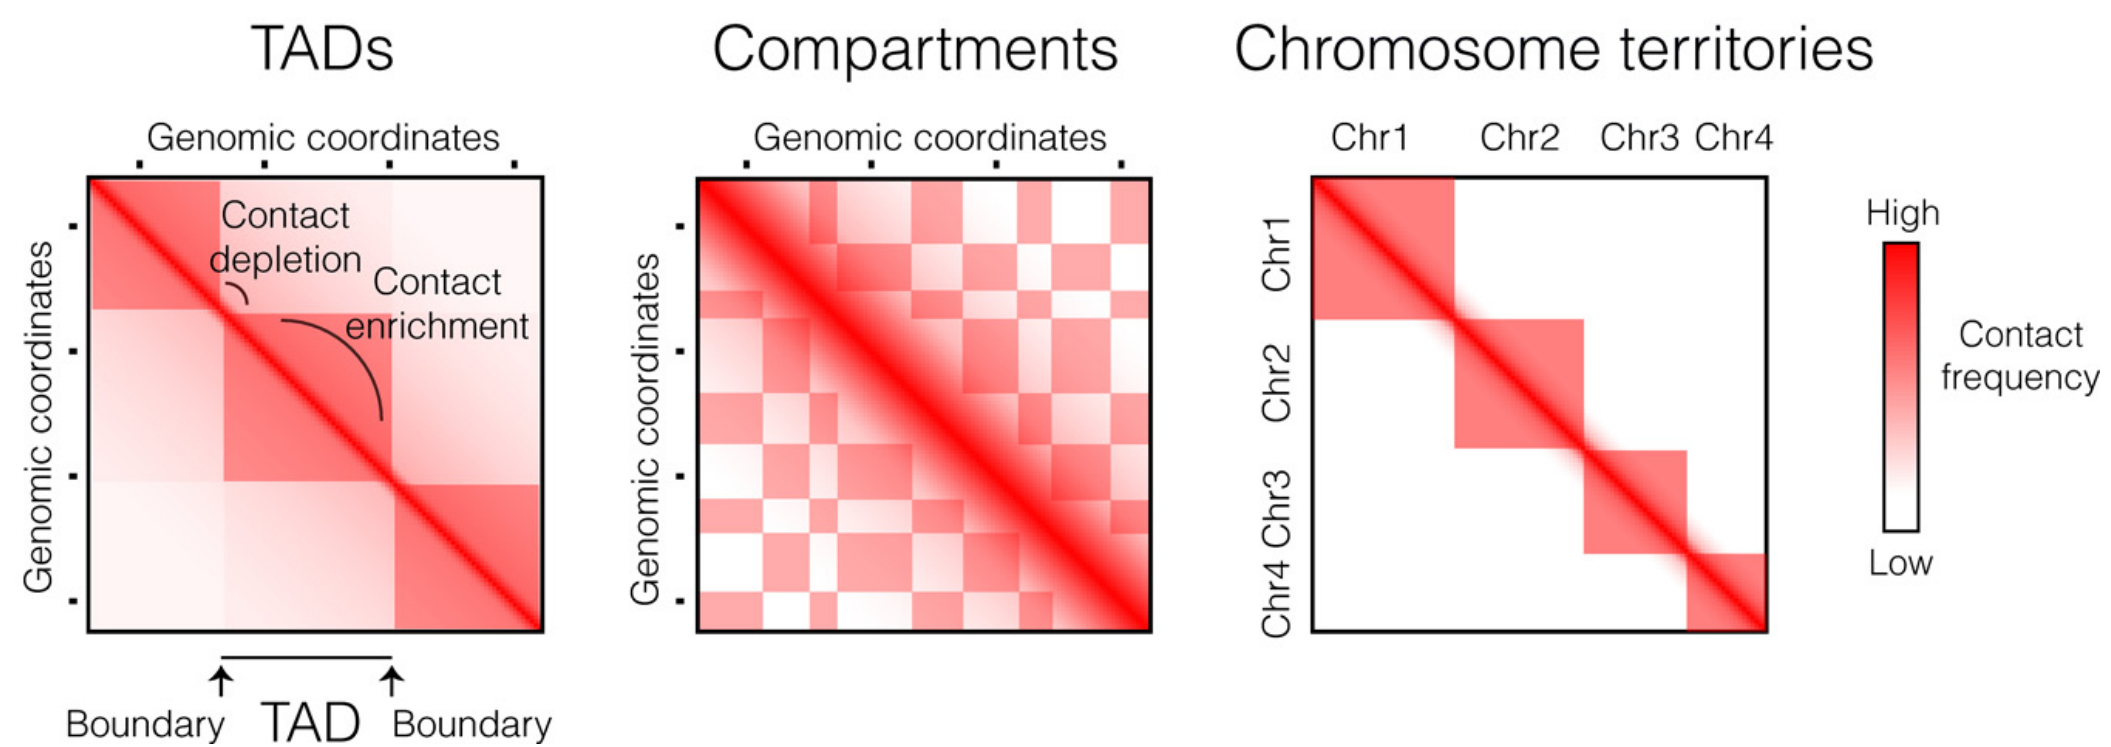 TADs
Genomic coordinates
Genomic coordinates
Contact
depletion
Contact
enrichment
Boundary
TAD
Boundary
Compartments
Genomic coordinates
Genomic coordinates
Chromosome territories
Chr1
Chr2
Chr3
Chr4
Chr1
Chr2
Chr3
Chr4
High
Contact
frequency
Low